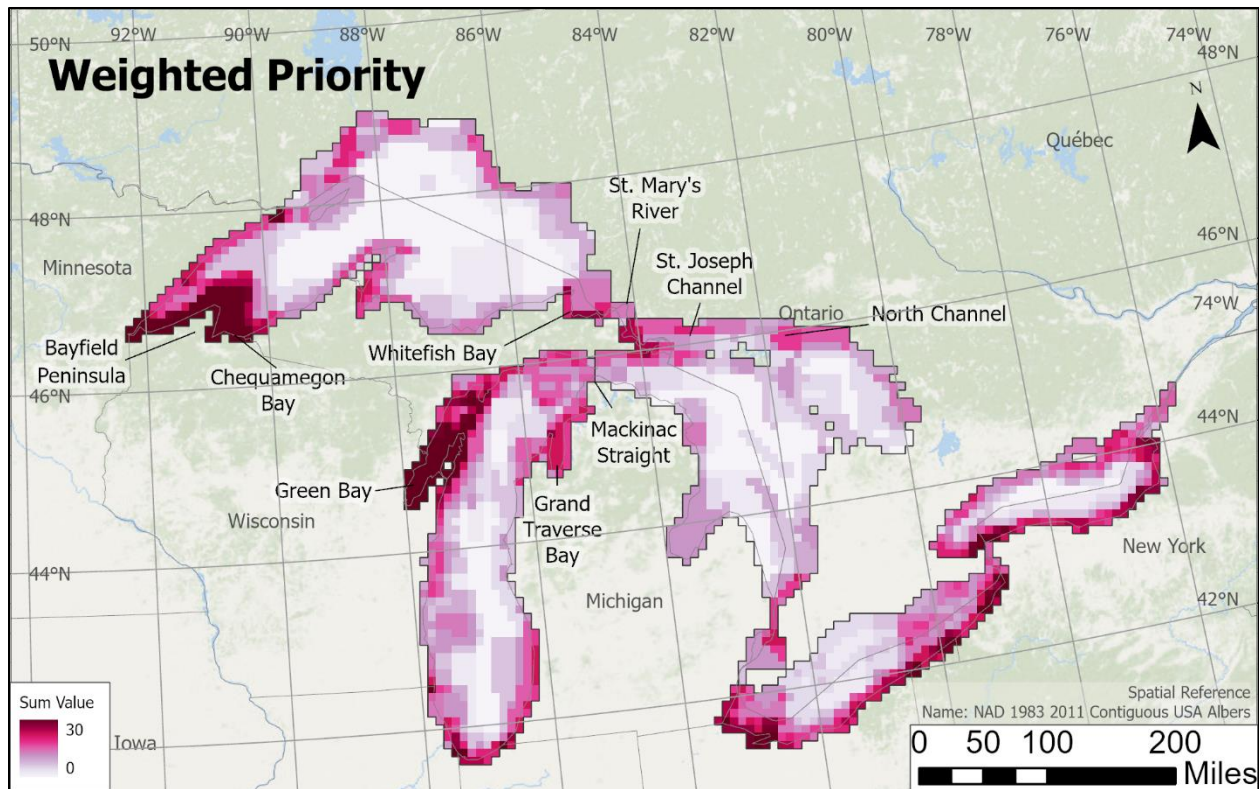 92°W 90°W 88°W 86°W 84°W 82°W 80°W 78°W 76°W 74°W
50°N
48°N
Weighted Priority
N
Québec
St. Mary's
River
48°N
46°N
Minnesota
St. Joseph
Channel
74°W
Ontario
North Channel
Bayfield
Peninsula
Whitefish Bay
Chequamegon
Bay
46°N
44°N
Mackinac
Straight
Green Bay
Wisconsin
Grand
Traverse
Bay
New York
44°N
Michigan
42°N
Sum Value
30
0
Iowa
Spatial Reference
Name: NAD 1983 2011 Contiguous USA Albers
0 50 100 200
Miles